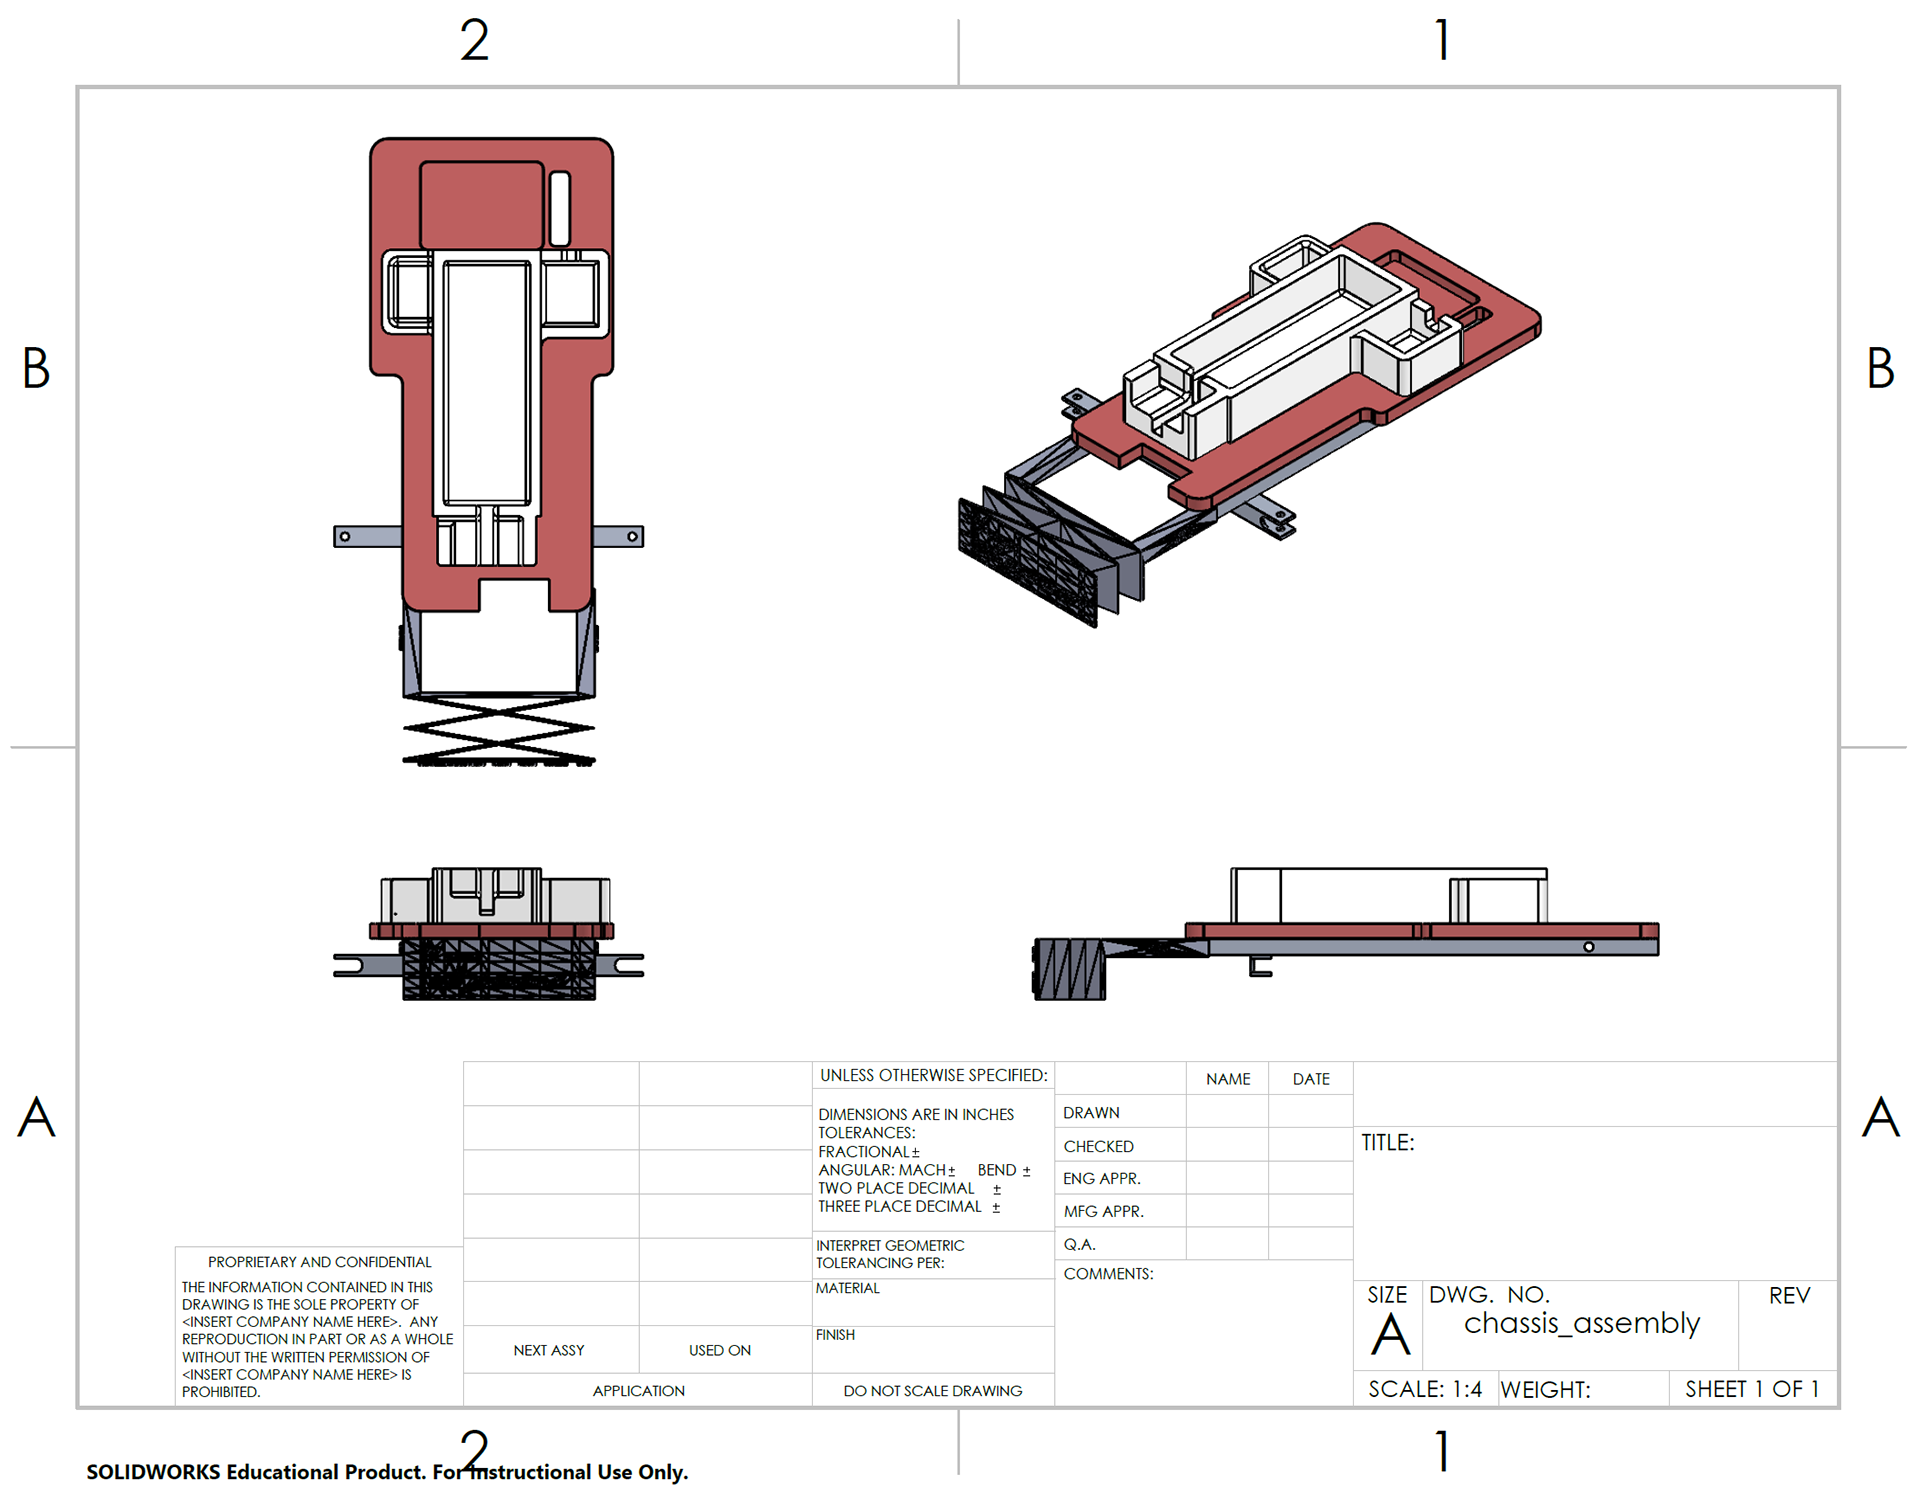 2
1
B
B
A
A
UNLESS OTHERWISE SPECIFIED:
DIMENSIONS ARE IN INCHES
TOLERANCES:
FRACTIONAL±
ANGULAR: MACH± BEND ±
TWO PLACE DECIMAL ±
THREE PLACE DECIMAL ±
INTERPRET GEOMETRIC
TOLERANCING PER:
MATERIAL
FINISH
DO NOT SCALE DRAWING
NAME DATE
DRAWN
CHECKED
ENG APPR.
MFG APPR.
Q.A.
COMMENTS:
TITLE:
SIZE
A
DWG. NO.
chassis_assembly
REV
SCALE: 1:4
WEIGHT:
SHEET 1 OF 1
PROPRIETARY AND CONFIDENTIAL
THE INFORMATION CONTAINED IN THIS
DRAWING IS THE SOLE PROPERTY OF
<INSERT COMPANY NAME HERE>. ANY
REPRODUCTION IN PART OR AS A WHOLE
WITHOUT THE WRITTEN PERMISSION OF
<INSERT COMPANY NAME HERE> IS
PROHIBITED.
NEXT ASSY
USED ON
APPLICATION
2
1
SOLIDWORKS Educational Product. For Instructional Use Only.